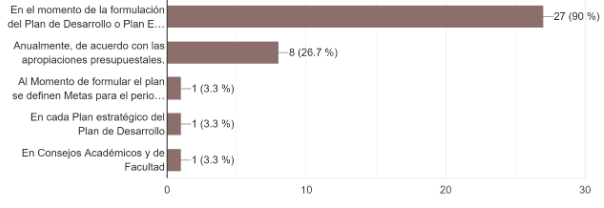 En el momento de la formulación
del Plan de Desarrollo o Plan E…
27 (90 %)
Anualmente, de acuerdo con las
apropiaciones presupuestales.
8 (26.7 %)
Al Momento de formular el plan
se definen Metas para el perio…
1 (3.3 %)
En cada Plan estratégico del
Plan de Desarrollo
1 (3.3 %)
En Consejos Académicos y de
Facultad
1 (3.3 %)
0 10 20 30